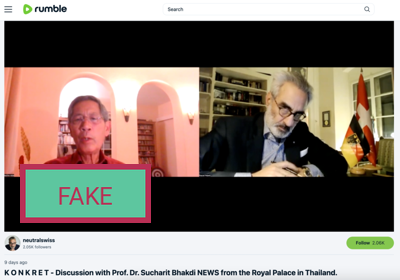 rumble
Search
FAKE
neutralswiss
2.05K followers
Follow 2.06K
9 days ago
K O N K R E T - Discussion with Prof. Dr. Sucharit Bhakdi NEWS from the Royal Palace in Thailand.